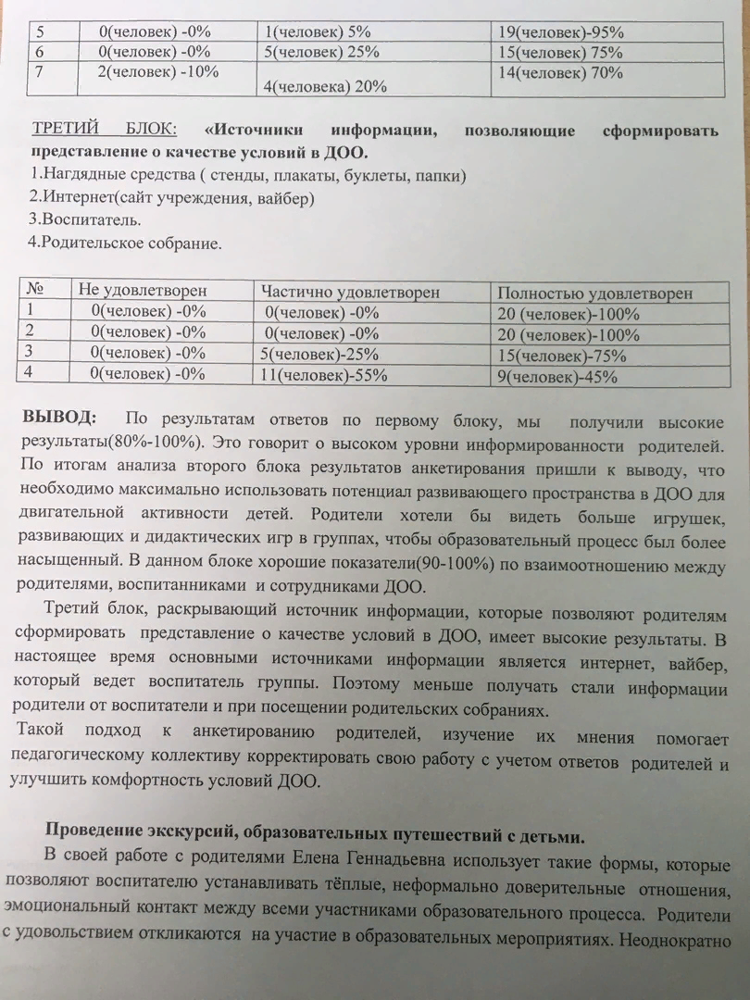 5 0(человек) -0% 1(человек) 5% 19(человек)-95%
6 0(человек) -0% 5(человек) 25% 15(человек) 75%
7 2(человек) -10% 4(человека) 20% 14(человек) 70%
ТРЕТИЙ БЛОК: «Источники информации, позволяющие сформировать
представление о качестве условий в ДОО.
1.Нагдядные средства ( стенды, плакаты, буклеты, папки)
2.Интернет(сайт учреждения, вайбер)
3.Воспитатель.
4.Родительское собрание.
№ Не удовлетворен Частично удовлетворен Полностью удовлетворен
1 0(человек) -0% 0(человек) -0% 20 (человек)-100%
2 0(человек) -0% 0(человек) -0% 20 (человек)-100%
3 0(человек) -0% 5(человек)-25% 15(человек)-75%
4 0(человек) -0% 11(человек)-55% 9(человек)-45%
ВЫВОД: По результатам ответов по первому блоку, мы получили высокие
результаты(80%-100%). Это говорит о высоком уровни информированности родителей.
По итогам анализа второго блока результатов анкетирования пришли к выводу, что
необходимо максимально использовать потенциал развивающего пространства в ДОО для
двигательной активности детей. Родители хотели бы видеть больше игрушек,
развивающих и дидактических игр в группах, чтобы образовательный процесс был более
насыщенный. В данном блоке хорошие показатели(90-100%) по взаимоотношению между
родителями, воспитанниками и сотрудниками ДОО.
Третий блок, раскрывающий источник информации, которые позволяют родителям
сформировать представление о качестве условий в ДОО, имеет высокие результаты. В
настоящее время основными источниками информации является интернет, вайбер,
который ведет воспитатель группы. Поэтому меньше получать стали информации
родители от воспитатели и при посещении родительских собраниях.
Такой подход к анкетированию родителей, изучение их мнения помогает
педагогическому коллективу корректировать свою работу с учетом ответов родителей и
улучшить комфортность условий ДОО.
Проведение экскурсий, образовательных путешествий с детьми.
В своей работе с родителями Елена Геннадьевна использует такие формы, которые
позволяют воспитателю устанавливать тёплые, неформально доверительные отношения,
эмоциональный контакт между всеми участниками образовательного процесса. Родители
с удовольствием откликаются на участие в образовательных мероприятиях. Неоднократно